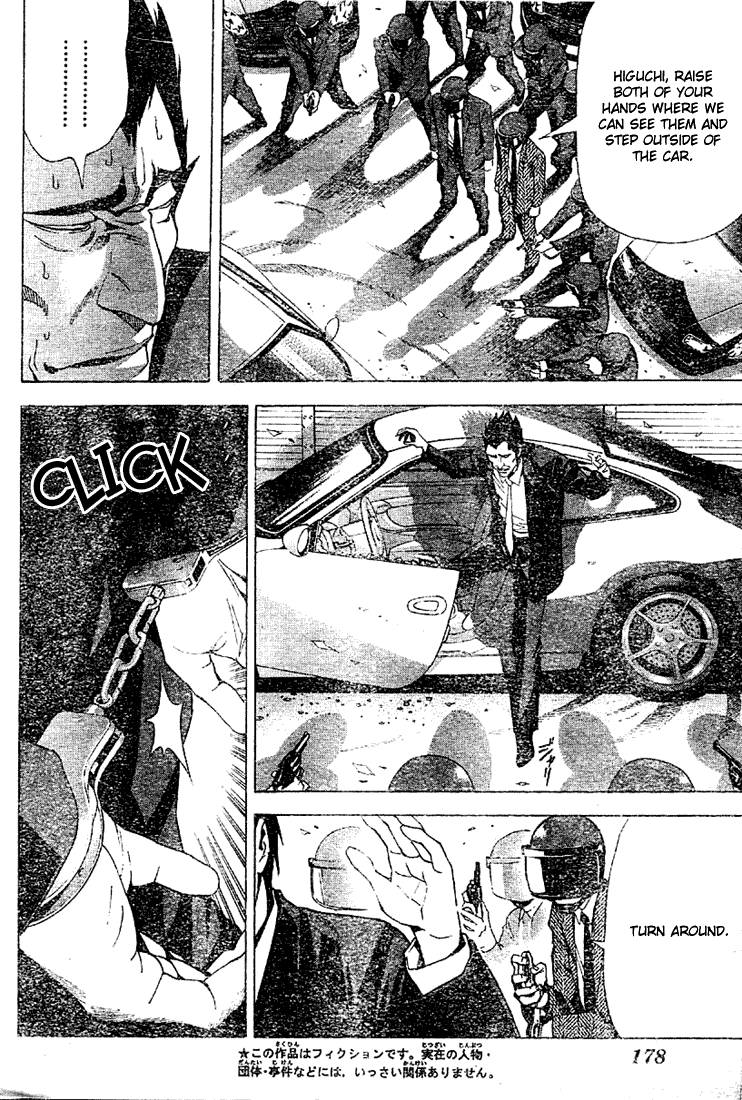 HIGUCHI, RAISE
BOTH OF YOUR
HANDS WHERE WE
CAN SEE THEM AND
STEP OUTSIDE OF
THE CAR.
.........
.........
CLICK
ザッ
TURN AROUND.
★この作品はフィクションです。実在の人物・
団体・事件などには、いっさい関係ありません。
178